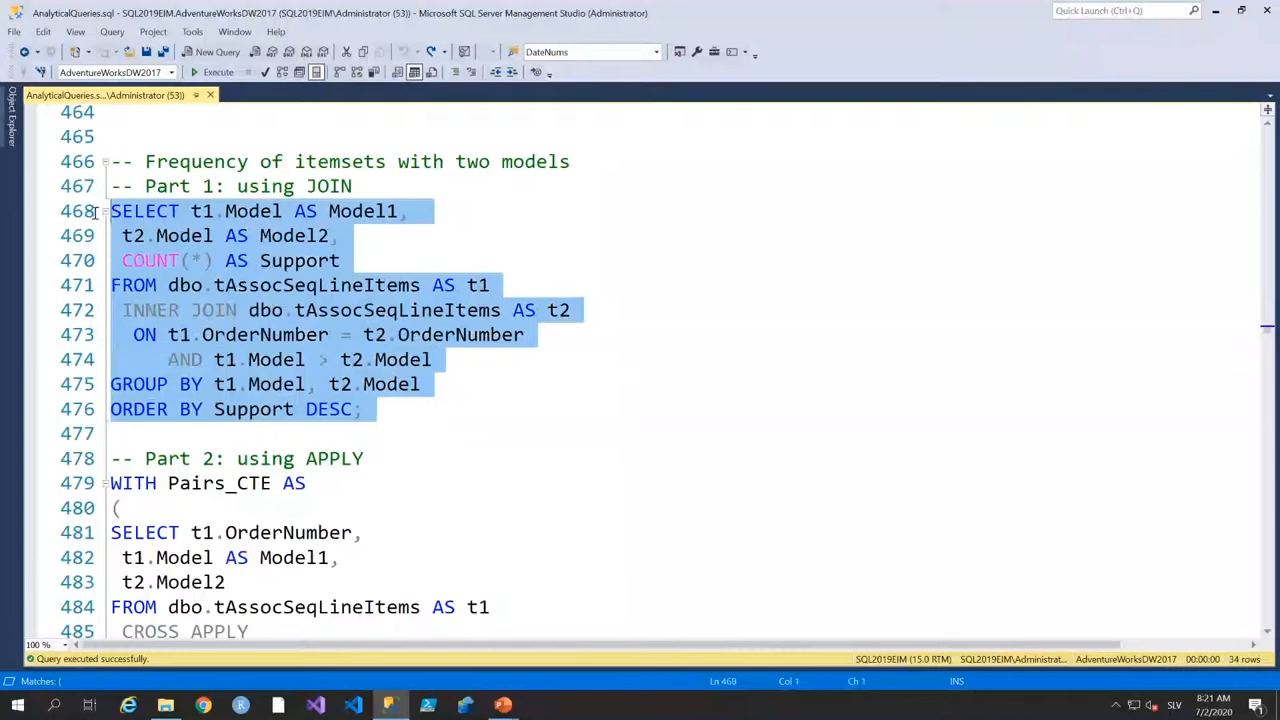 AnalyticalQueries.sql - SQL2019EIM.AdventureWorksDW2017 (SQL2019EIM\Administrator (53)) - Microsoft SQL Server Management Studio (Administrator)
Quick Launch (Ctrl+Q)
File Edit View Query Project Tools Window Help
New Query DateNums
AdventureWorksDW2017 Execute
Object Explorer
AnalyticalQueries.s...\Administrator (53))
464
465
466 -- Frequency of itemsets with two models
467 -- Part 1: using JOIN
468 SELECT t1.Model AS Model1,
469 t2.Model AS Model2,
470 COUNT(*) AS Support
471 FROM dbo.tAssocSeqLineItems AS t1
472 INNER JOIN dbo.tAssocSeqLineItems AS t2
473 ON t1.OrderNumber = t2.OrderNumber
474 AND t1.Model > t2.Model
475 GROUP BY t1.Model, t2.Model
476 ORDER BY Support DESC;
477
478 -- Part 2: using APPLY
479 WITH Pairs_CTE AS
480 (
481 SELECT t1.OrderNumber,
482 t1.Model AS Model1,
483 t2.Model2
484 FROM dbo.tAssocSeqLineItems AS t1
485 CROSS APPLY
100 %
Query executed successfully. SQL2019EIM (15.0 RTM) SQL2019EIM\Administrat... AdventureWorksDW2017 00:00:00 34 rows
Matches: ( Ln 468 Col 1 Ch 1 INS
SLV 8:21 AM
7/2/2020